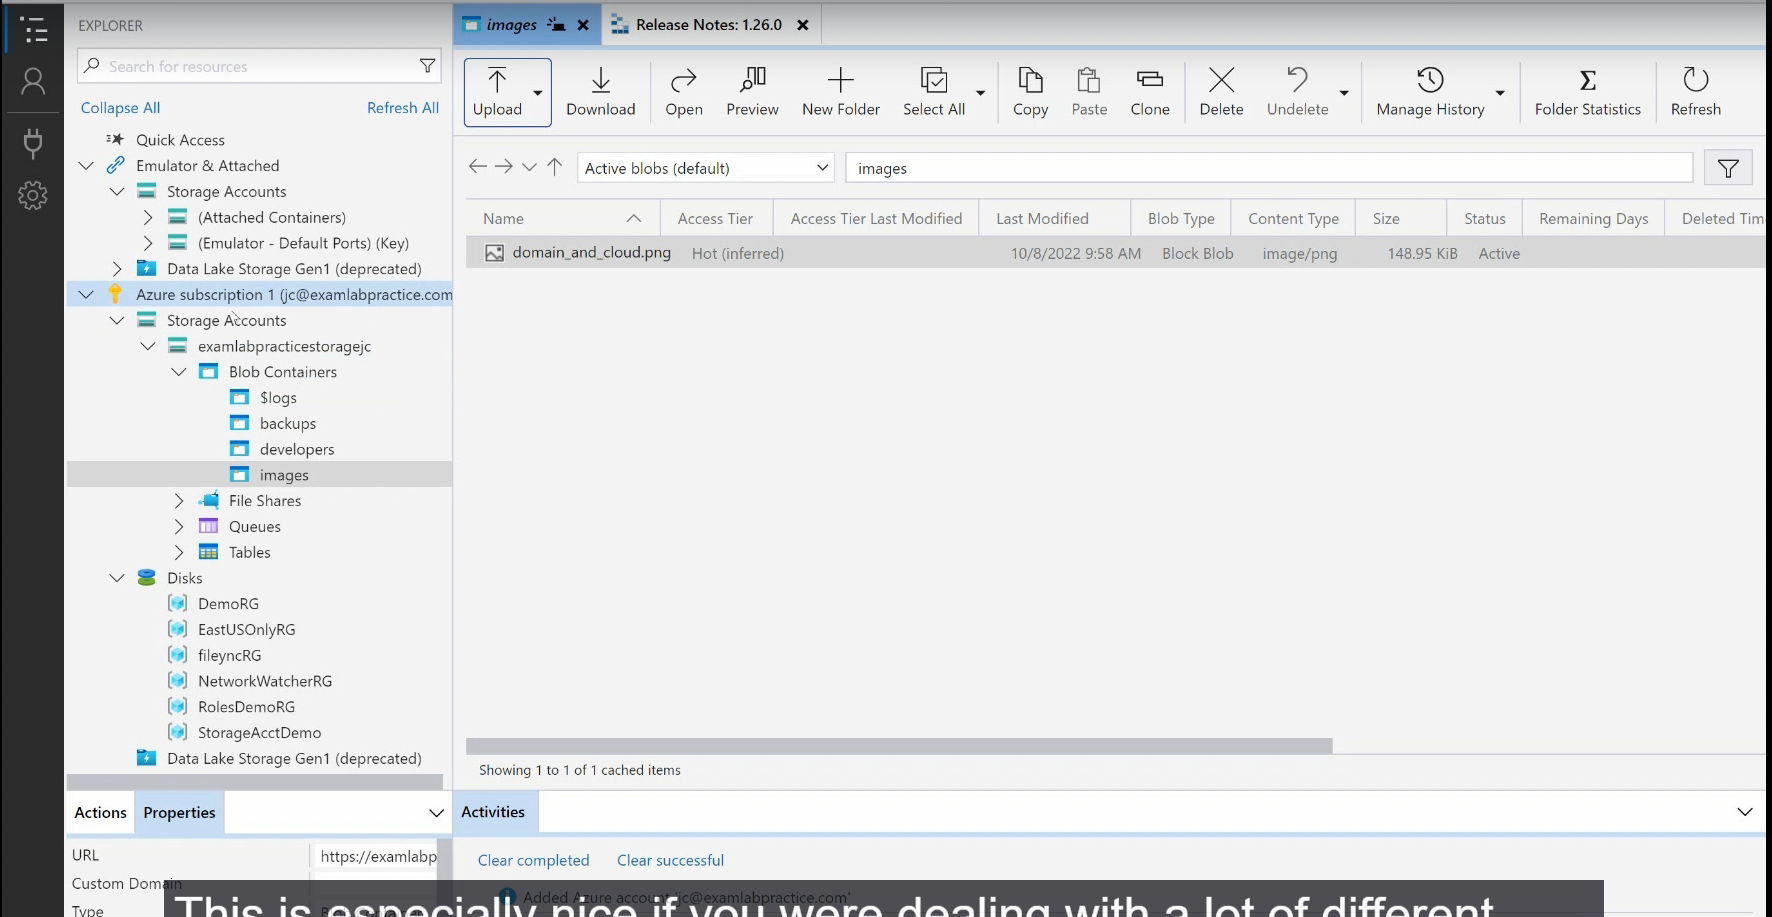 EXPLORER
Search for resources
Collapse All
Refresh All
Quick Access
Emulator & Attached
Storage Accounts
(Attached Containers)
(Emulator - Default Ports) (Key)
Data Lake Storage Gen1 (deprecated)
Azure subscription 1 (jc@examlabpractice.com
Storage Accounts
examlabpracticestoragejc
Blob Containers
$logs
backups
developers
images
File Shares
Queues
Tables
Disks
DemoRG
EastUSOnlyRG
fileyncRG
NetworkWatcherRG
RolesDemoRG
StorageAcctDemo
Data Lake Storage Gen1 (deprecated)
Actions Properties
URL https://examlabp
Custom Domain
Type
images Release Notes: 1.26.0
Upload Download Open Preview New Folder Select All Copy Paste Clone Delete Undelete Manage History Folder Statistics Refresh
Active blobs (default) images
Name Access Tier Access Tier Last Modified Last Modified Blob Type Content Type Size Status Remaining Days Deleted Tim
domain_and_cloud.png Hot (inferred) 10/8/2022 9:58 AM Block Blob image/png 148.95 KiB Active
Showing 1 to 1 of 1 cached items
Activities
Clear completed Clear successful
Added Azure account 'jc@examlabpractice.com'
This is especially nice if you were dealing with a lot of different